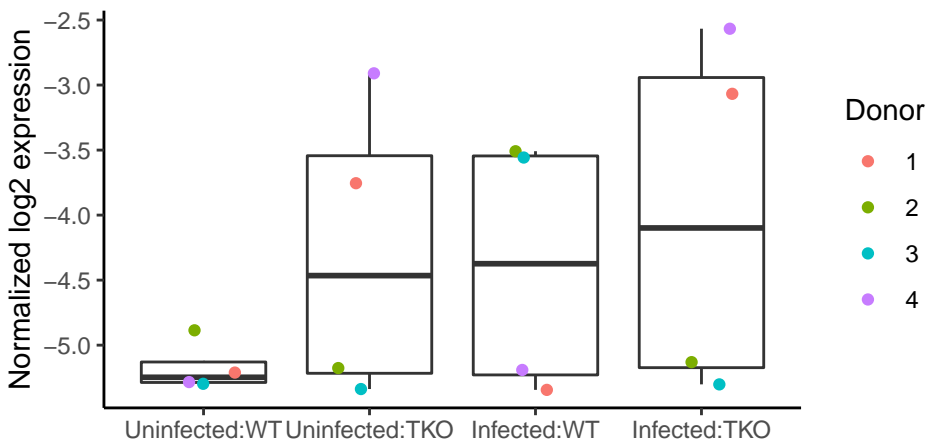 Normalized log2 expression
−2.5
−3.0
−3.5
−4.0
−4.5
−5.0
Uninfected:WT
Uninfected:TKO
Infected:WT
Infected:TKO
Donor
1
2
3
4